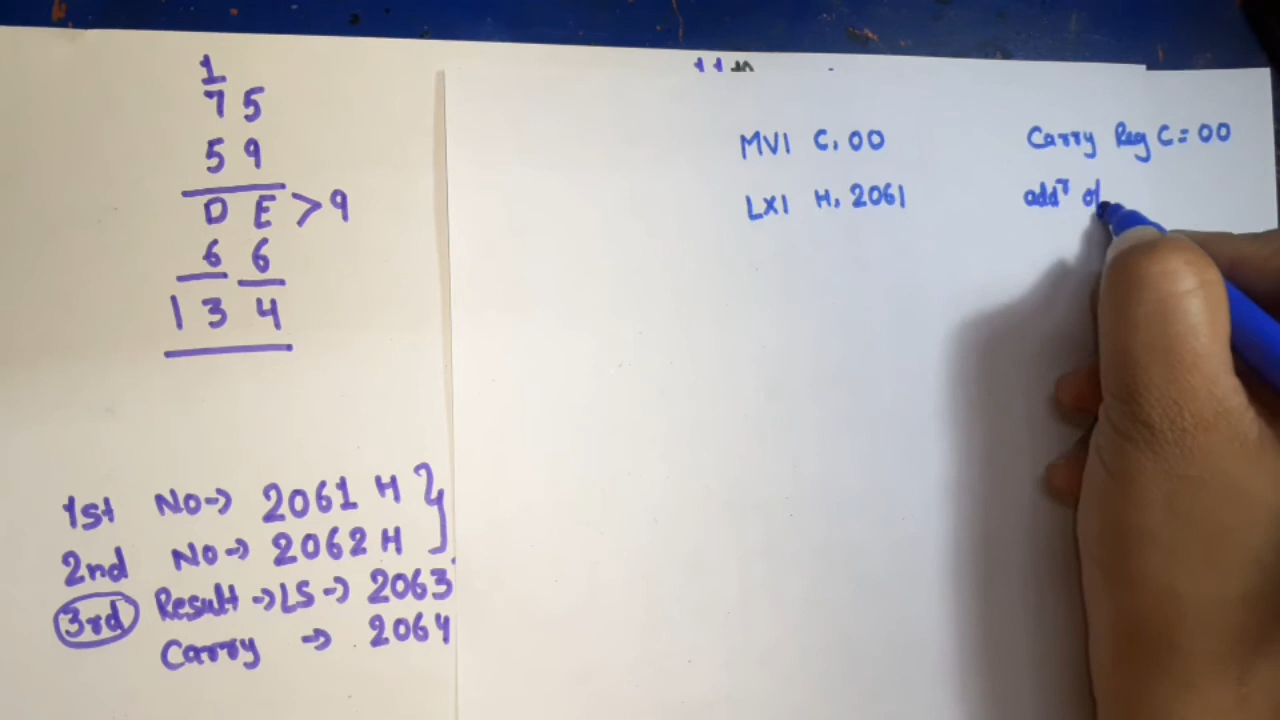 1
7 5
5 9
D E > 9
6 6
1 3 4
1st No-> 2061 H
2nd No-> 2062 H
3rd Result -> LS -> 2063
Carry -> 2064
MVI C, 00 Carry Reg C = 00
LXI H, 2061 addr of